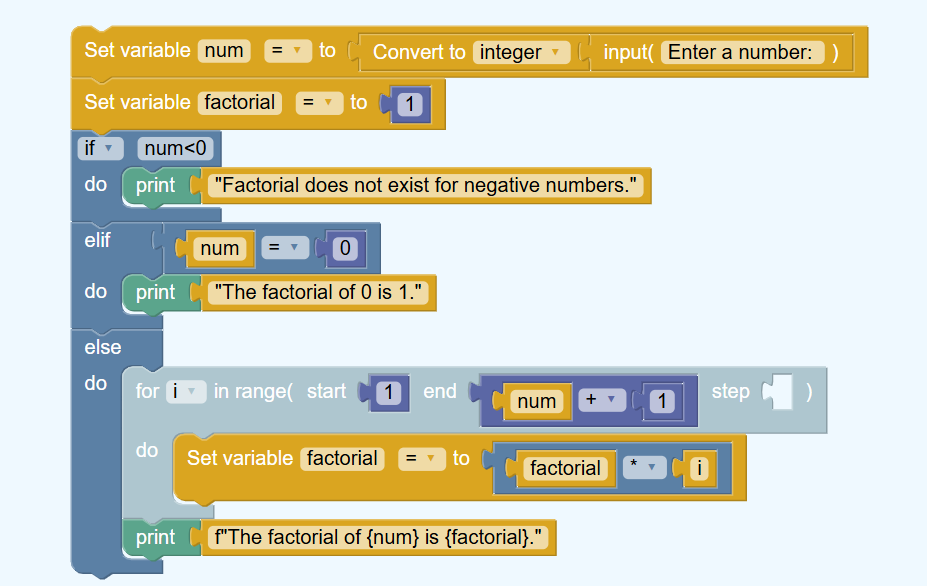 Set variable num = to Convert to integer input( Enter a number: )
Set variable factorial = to 1
if num<0
do print "Factorial does not exist for negative numbers."
elif num = 0
do print "The factorial of 0 is 1."
else
do for i in range( start 1 end num + 1 step )
do Set variable factorial = to factorial * i
print f"The factorial of {num} is {factorial}."